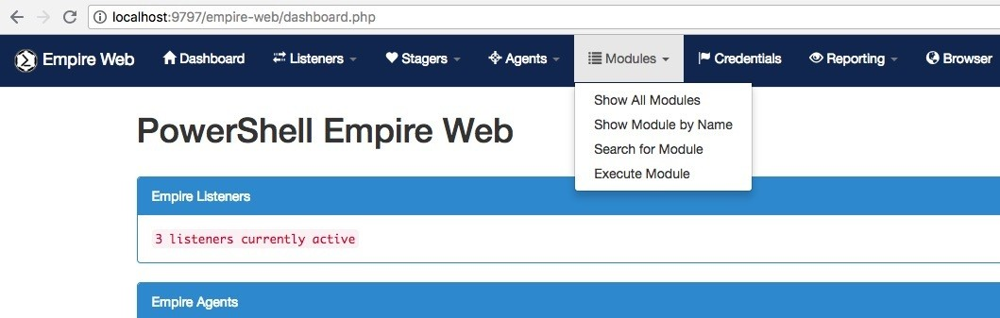 localhost:9797/empire-web/dashboard.php
Empire Web Dashboard Listeners Stagers Agents Modules Credentials Reporting Browser
Show All Modules
Show Module by Name
Search for Module
Execute Module
PowerShell Empire Web
Empire Listeners
3 listeners currently active
Empire Agents